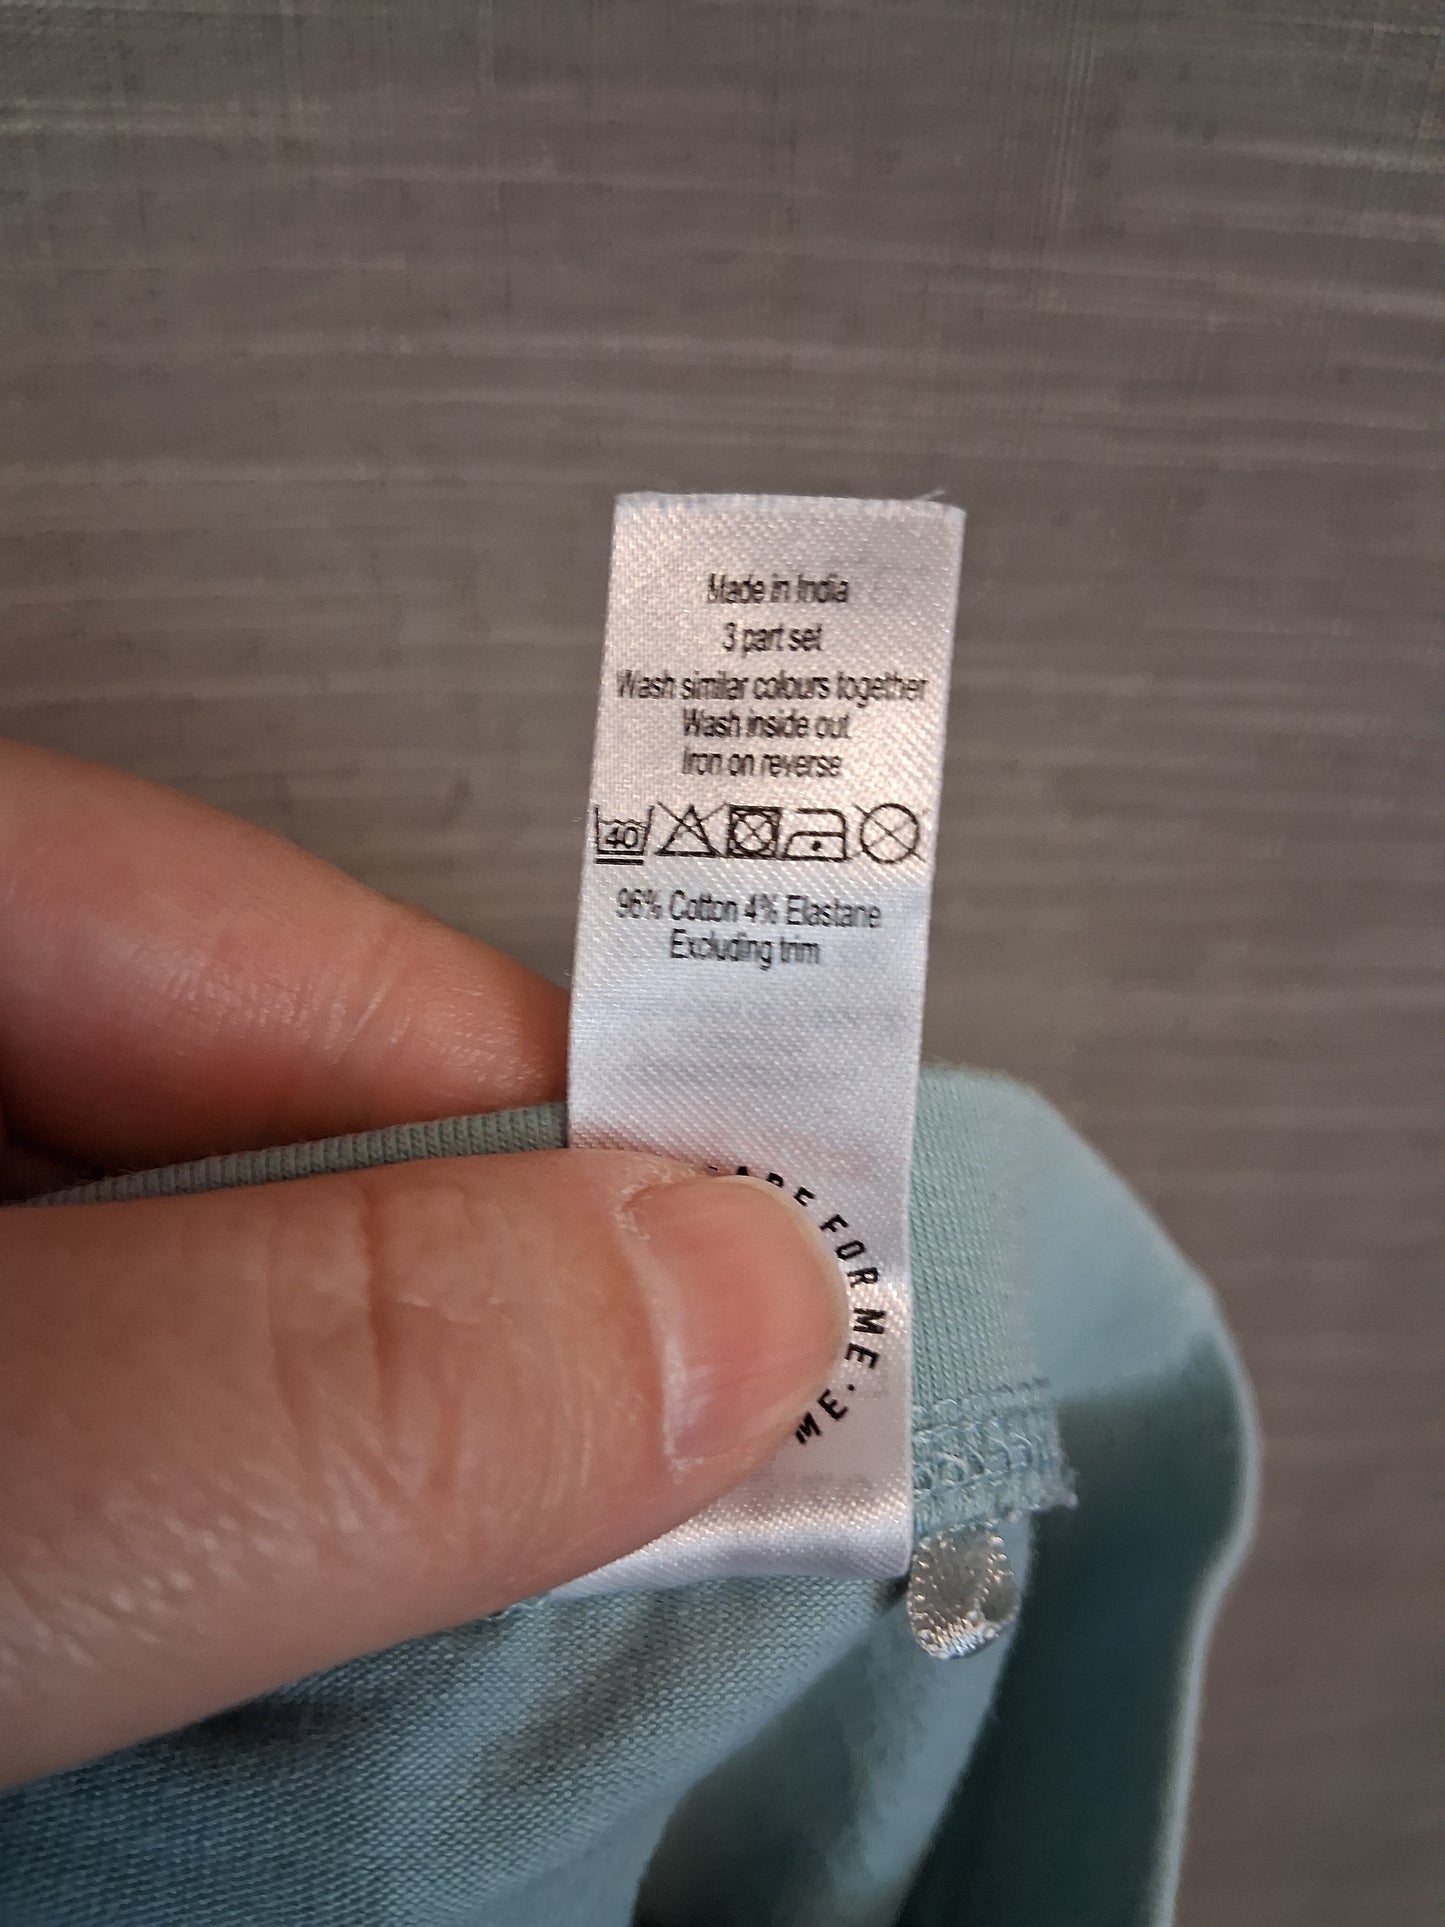 Made in India
3 part set
Wash similar colours together
Wash inside out
Iron on reverse
40
96% Cotton 4% Elastane
Excluding trim
FOR ME.